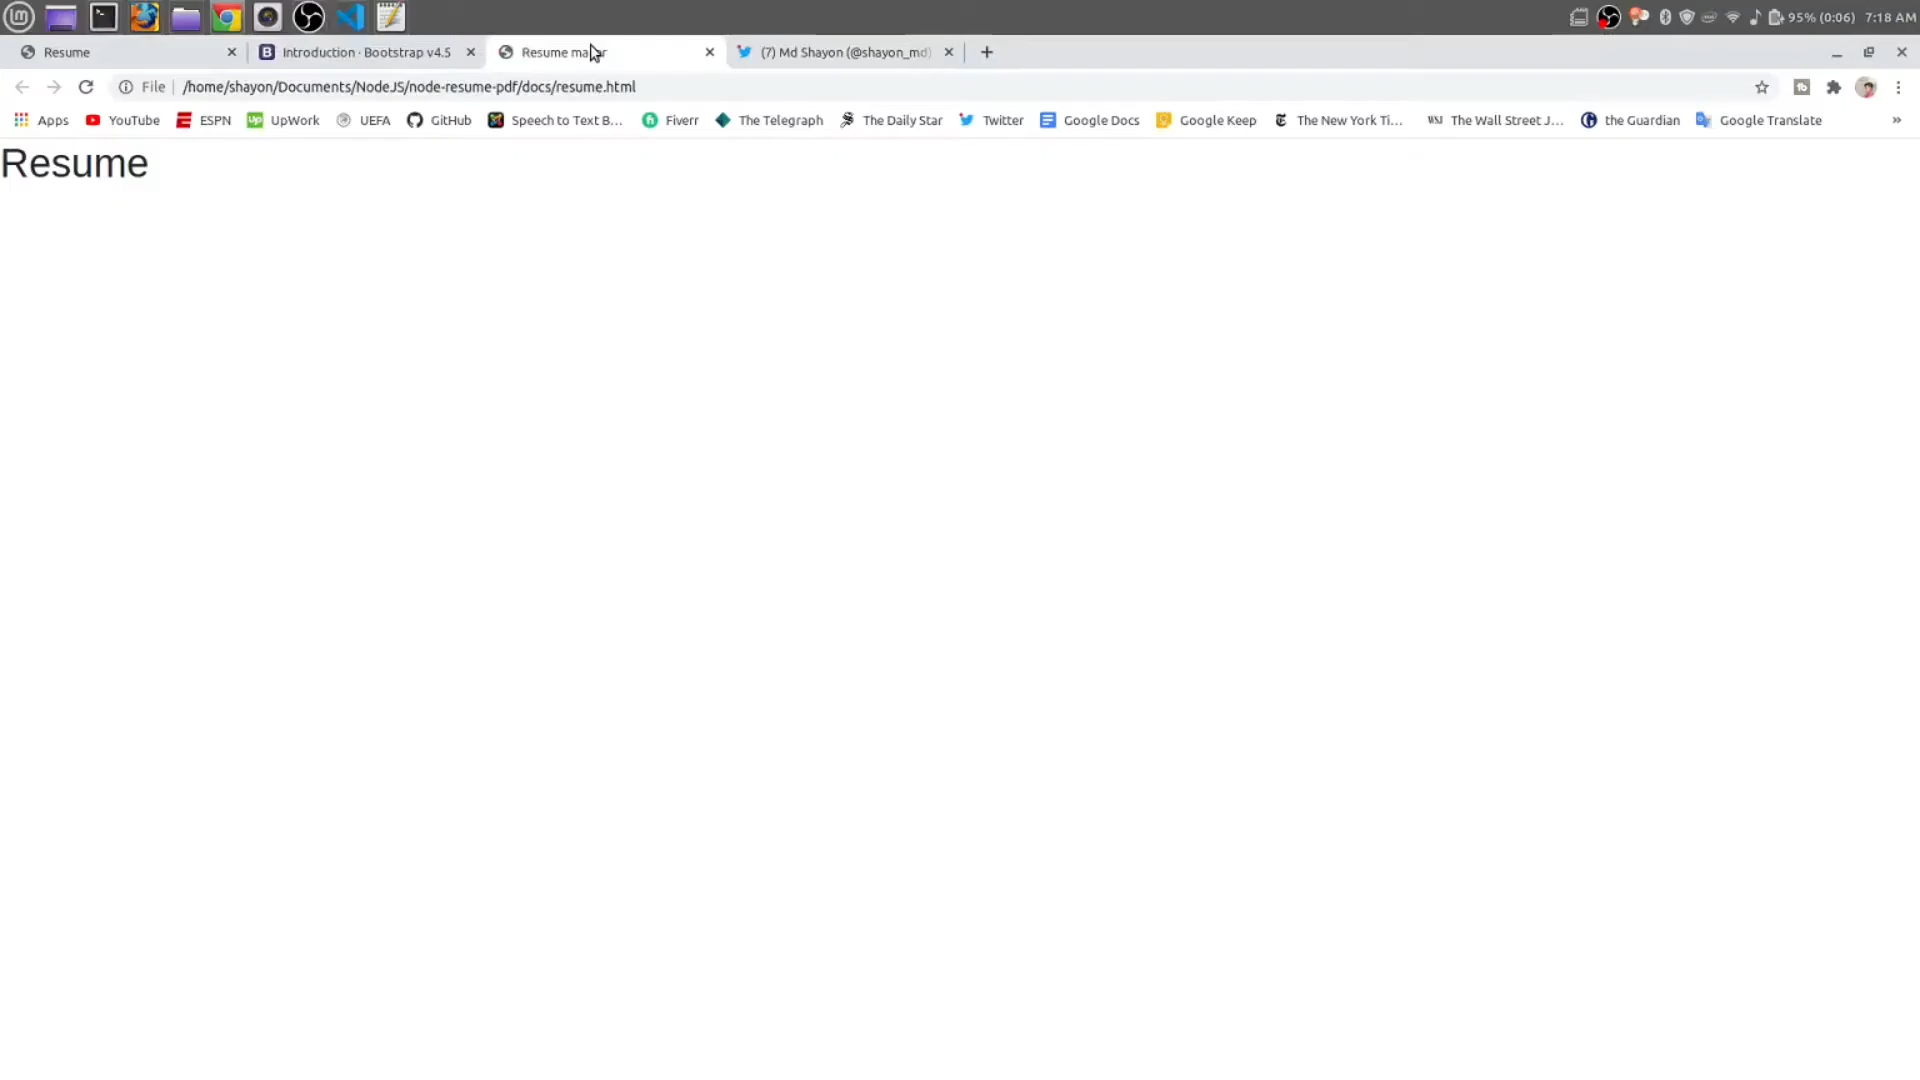 95% (0:06) 7:18 AM
Resume
Introduction · Bootstrap v4.5
Resume
(7) Md Shayon (@shayon_md)
File /home/shayon/Documents/NodeJS/node-resume-pdf/docs/resume.html
Apps YouTube ESPN UpWork UEFA GitHub Speech to Text B... Fiverr The Telegraph The Daily Star Twitter Google Docs Google Keep The New York Ti... The Wall Street J... the Guardian Google Translate »
Resume